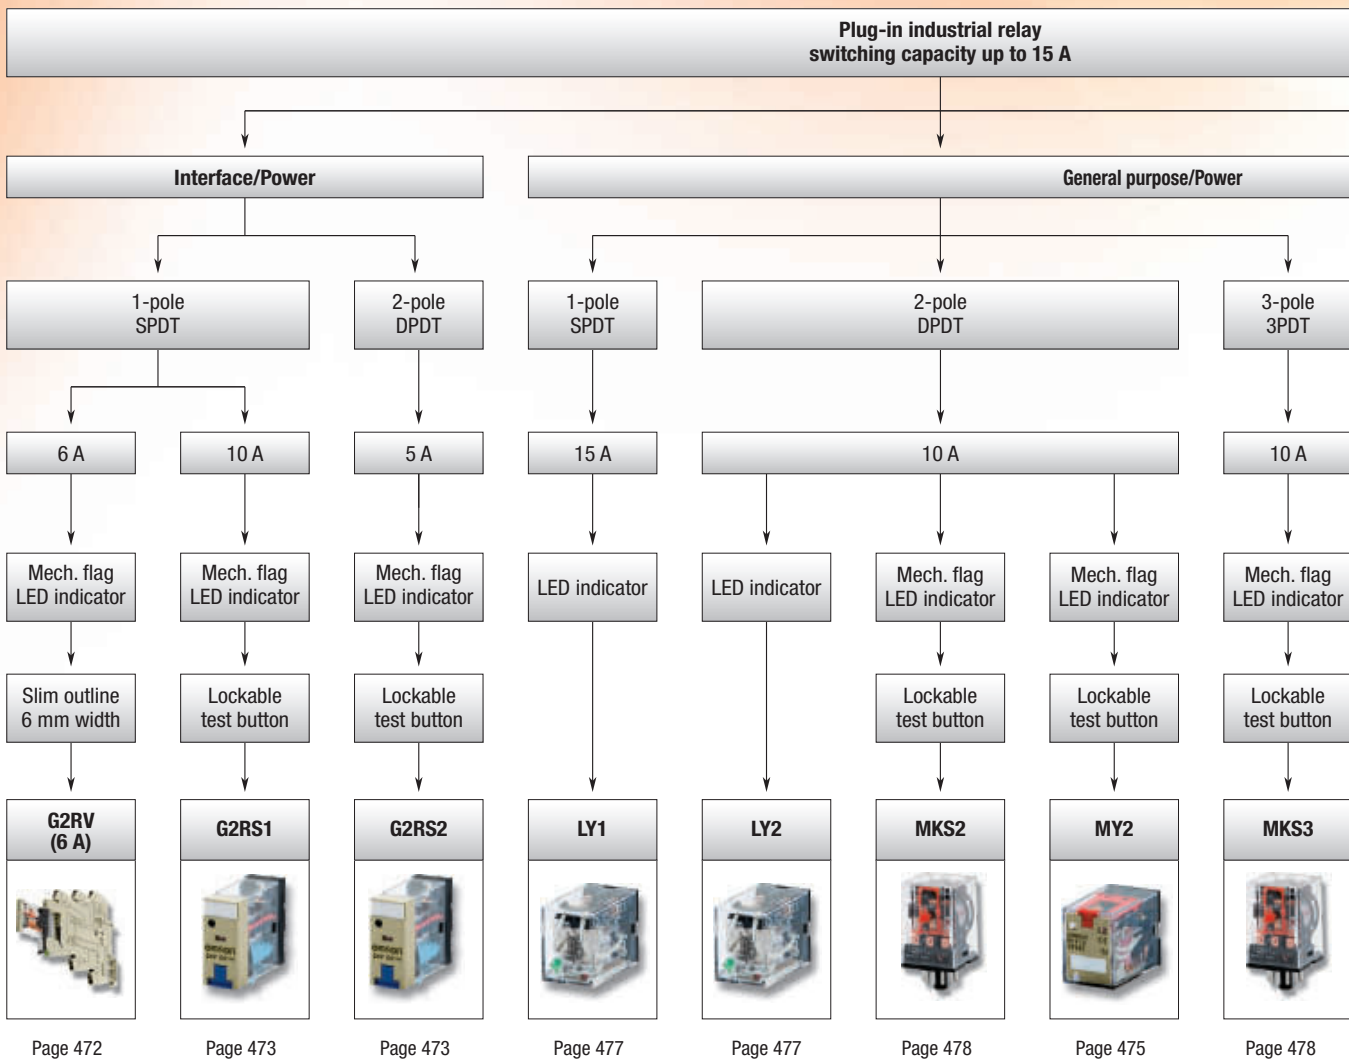 Plug-in industrial relay
switching capacity up to 15 A
Interface/Power
General purpose/Power
1-pole
SPDT
2-pole
DPDT
1-pole
SPDT
2-pole
DPDT
3-pole
3PDT
6 A
10 A
5 A
15 A
10 A
10 A
Mech. flag
LED indicator
Mech. flag
LED indicator
Mech. flag
LED indicator
LED indicator
LED indicator
Mech. flag
LED indicator
Mech. flag
LED indicator
Mech. flag
LED indicator
Slim outline
6 mm width
Lockable
test button
Lockable
test button
Lockable
test button
Lockable
test button
Lockable
test button
G2RV
(6 A)
G2RS1
G2RS2
LY1
LY2
MKS2
MY2
MKS3
omron
omron
Page 472
Page 473
Page 473
Page 477
Page 477
Page 478
Page 475
Page 478